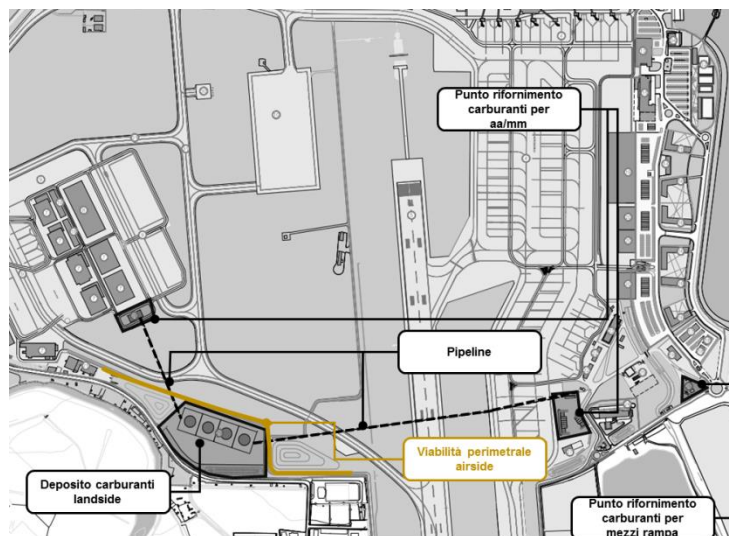 Punto rifornimento
carburanti per
aa/mm
Pipeline
Viabilità perimetrale
airside
Deposito carburanti
landside
Punto rifornimento
carburanti per
mezzi rampa